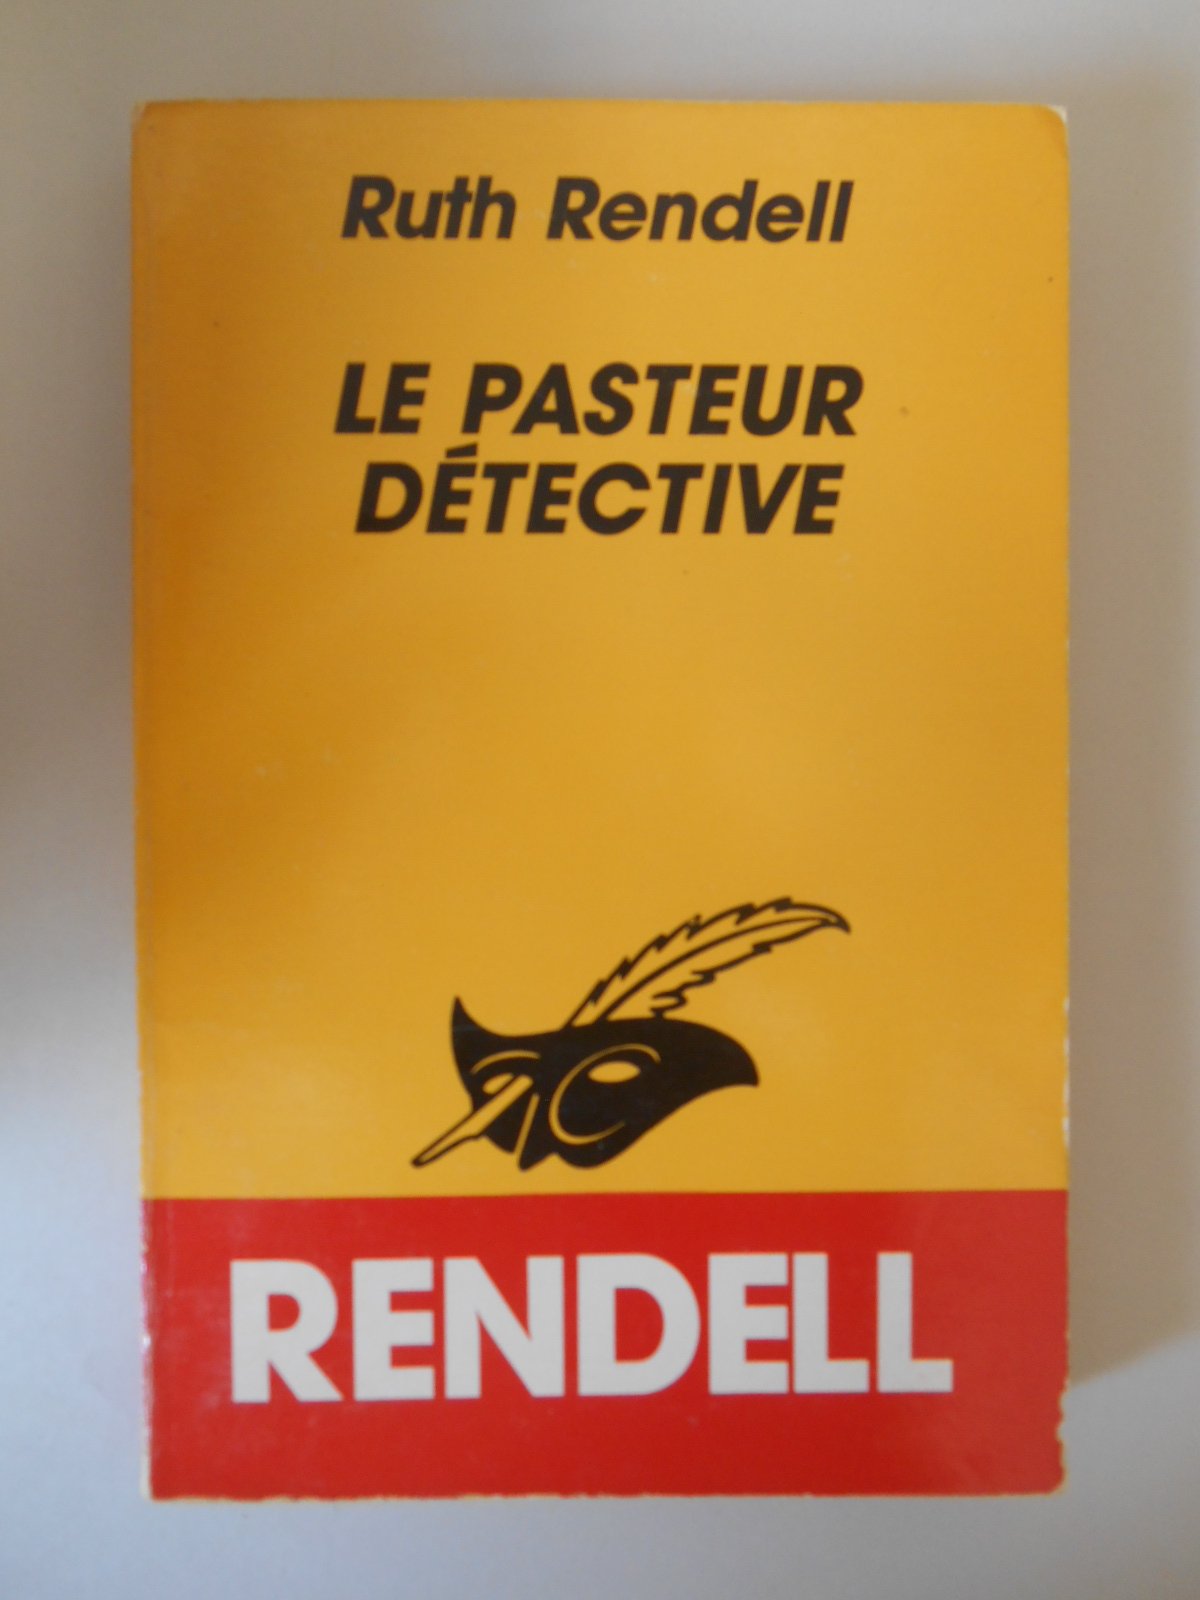 Ruth Rendell
LE PASTEUR
DÉTECTIVE
RENDELL